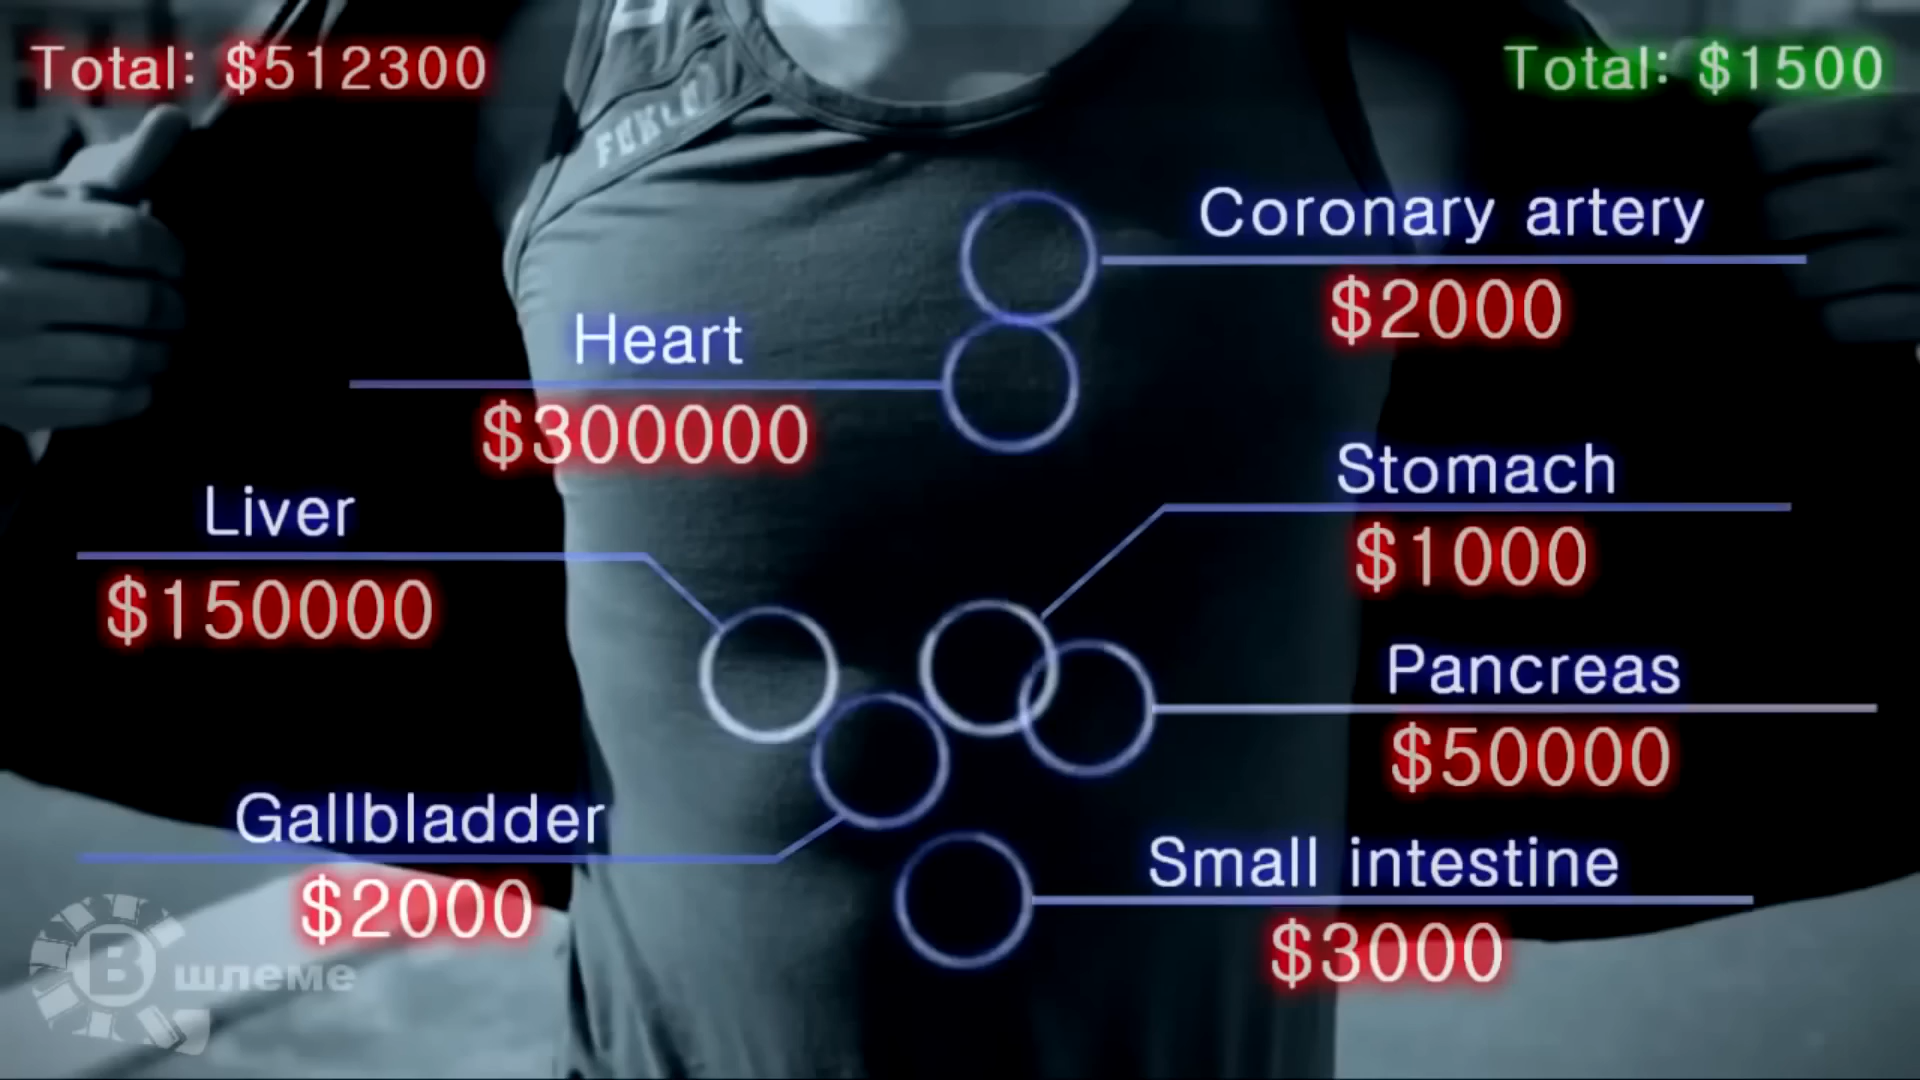 Total: $512300
Total: $1500
Coronary artery
$2000
Heart
$300000
Stomach
$1000
Liver
$150000
Pancreas
$50000
Gallbladder
$2000
Small intestine
$3000
В шлеме